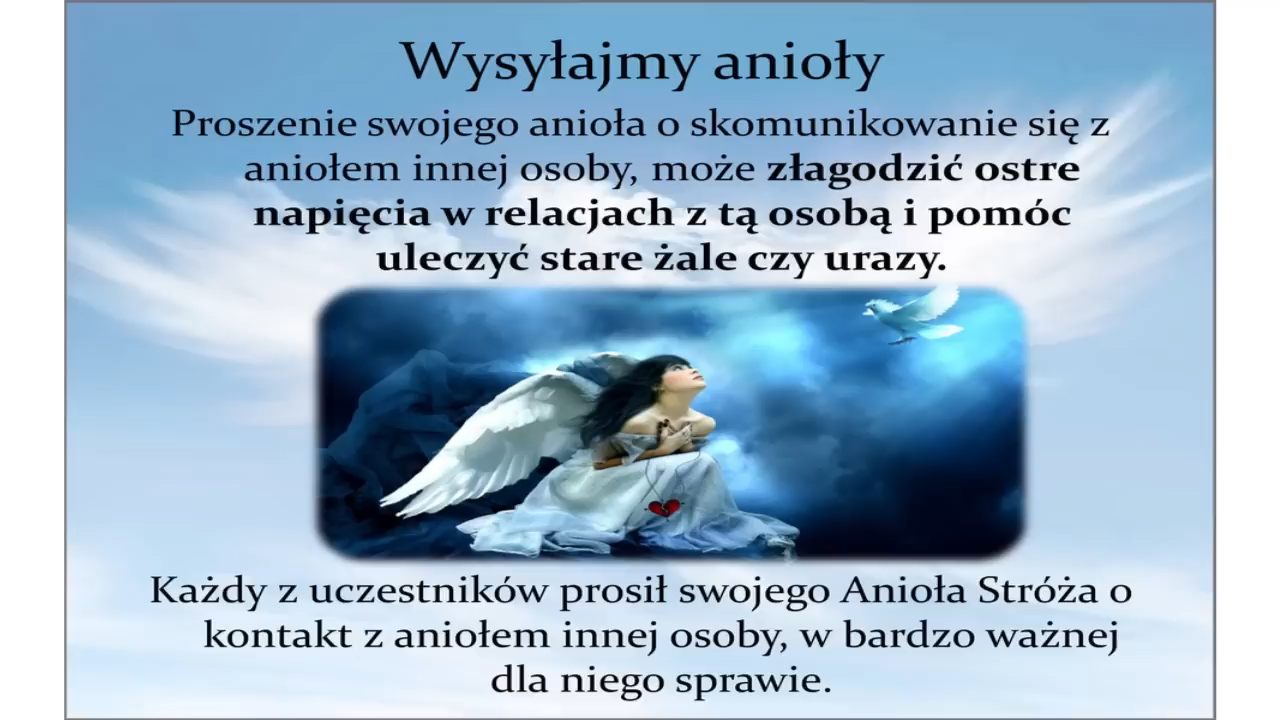 Wysyłajmy anioły
Proszenie swojego anioła o skomunikowanie się z
aniołem innej osoby, może złagodzić ostre
napięcia w relacjach z tą osobą i pomóc
uleczyć stare żale czy urazy.
Każdy z uczestników prosił swojego Anioła Stróża o
kontakt z aniołem innej osoby, w bardzo ważnej
dla niego sprawie.